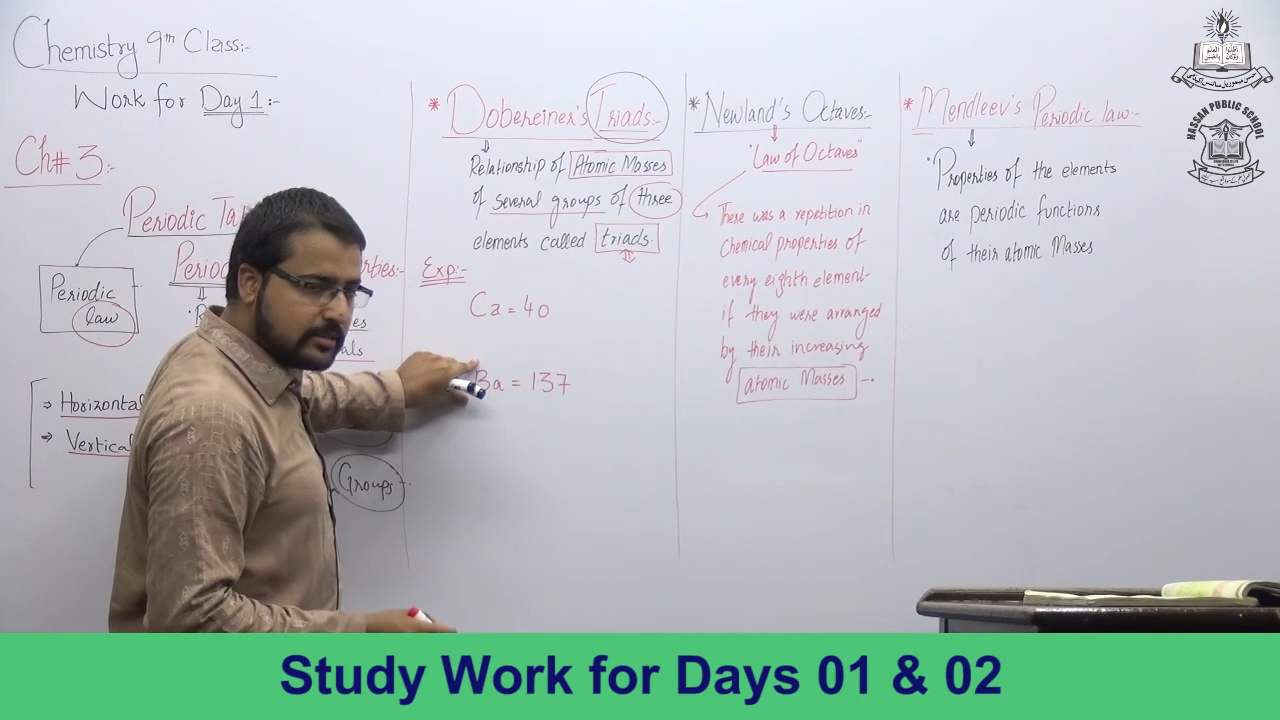 Chemistry 9th Class:-
Work for Day 1:-
Ch# 3:-
Periodic
Periodic
law
⇒ Horizontal
⇒ Vertical
Groups
* Dobereiner's Triads:-
Relationship of Atomic Masses
of several groups of three
elements called triads.
Exp:-
Ca = 40
Ba = 137
* Newland's Octaves:-
"Law of Octaves"
There was a repetition in
chemical properties of
every eighth element
if they were arranged
by their increasing
atomic Masses
* Mendleev's Periodic law:-
"Properties of the elements
are periodic functions
of their atomic Masses
HASSAN PUBLIC SCHOOL
Study Work for Days 01 & 02